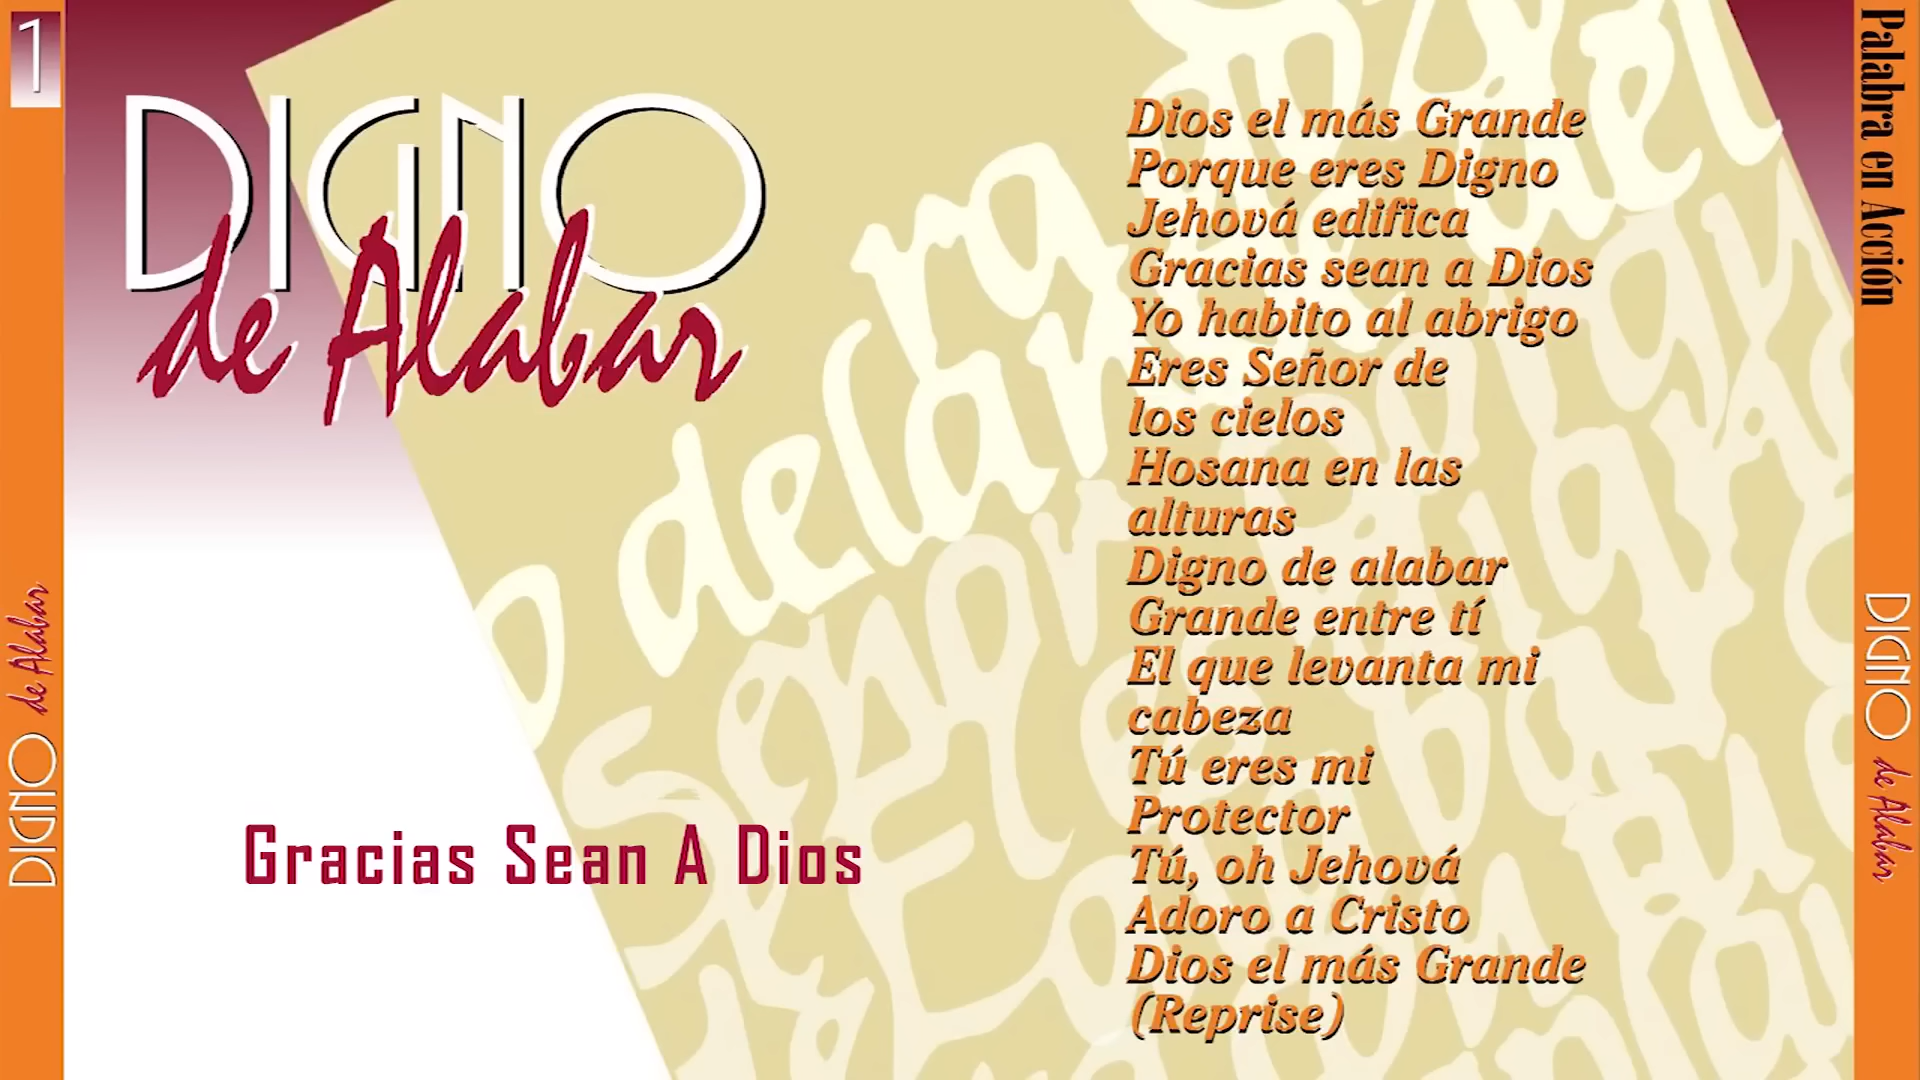 1
DIGNO
de Alabar
DIGNO de Alabar
Gracias Sean A Dios
Dios el más Grande
Porque eres Digno
Jehová edifica
Gracias sean a Dios
Yo habito al abrigo
Eres Señor de
los cielos
Hosana en las
alturas
Digno de alabar
Grande entre tí
El que levanta mi
cabeza
Tú eres mi
Protector
Tú, oh Jehová
Adoro a Cristo
Dios el más Grande
(Reprise)
Palabra en Acción
DIGNO de Alabar